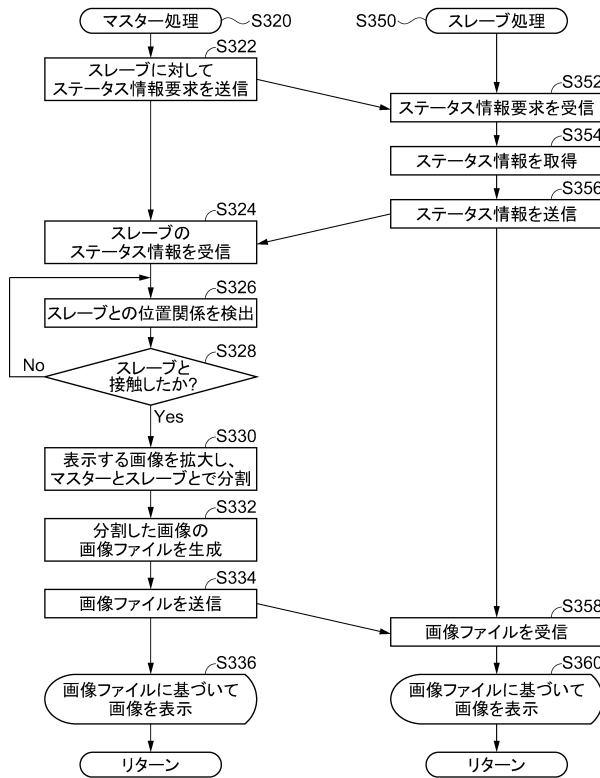 マスター処理
S320
S322
スレーブに対して
ステータス情報要求を送信
S324
スレーブの
ステータス情報を受信
S326
スレーブとの位置関係を検出
S328
スレーブと
接触したか?
No
Yes
S330
表示する画像を拡大し、
マスターとスレーブとで分割
S332
分割した画像の
画像ファイルを生成
S334
画像ファイルを送信
S336
画像ファイルに基づいて
画像を表示
リターン
S350
スレーブ処理
S352
ステータス情報要求を受信
S354
ステータス情報を取得
S356
ステータス情報を送信
S358
画像ファイルを受信
S360
画像ファイルに基づいて
画像を表示
リターン